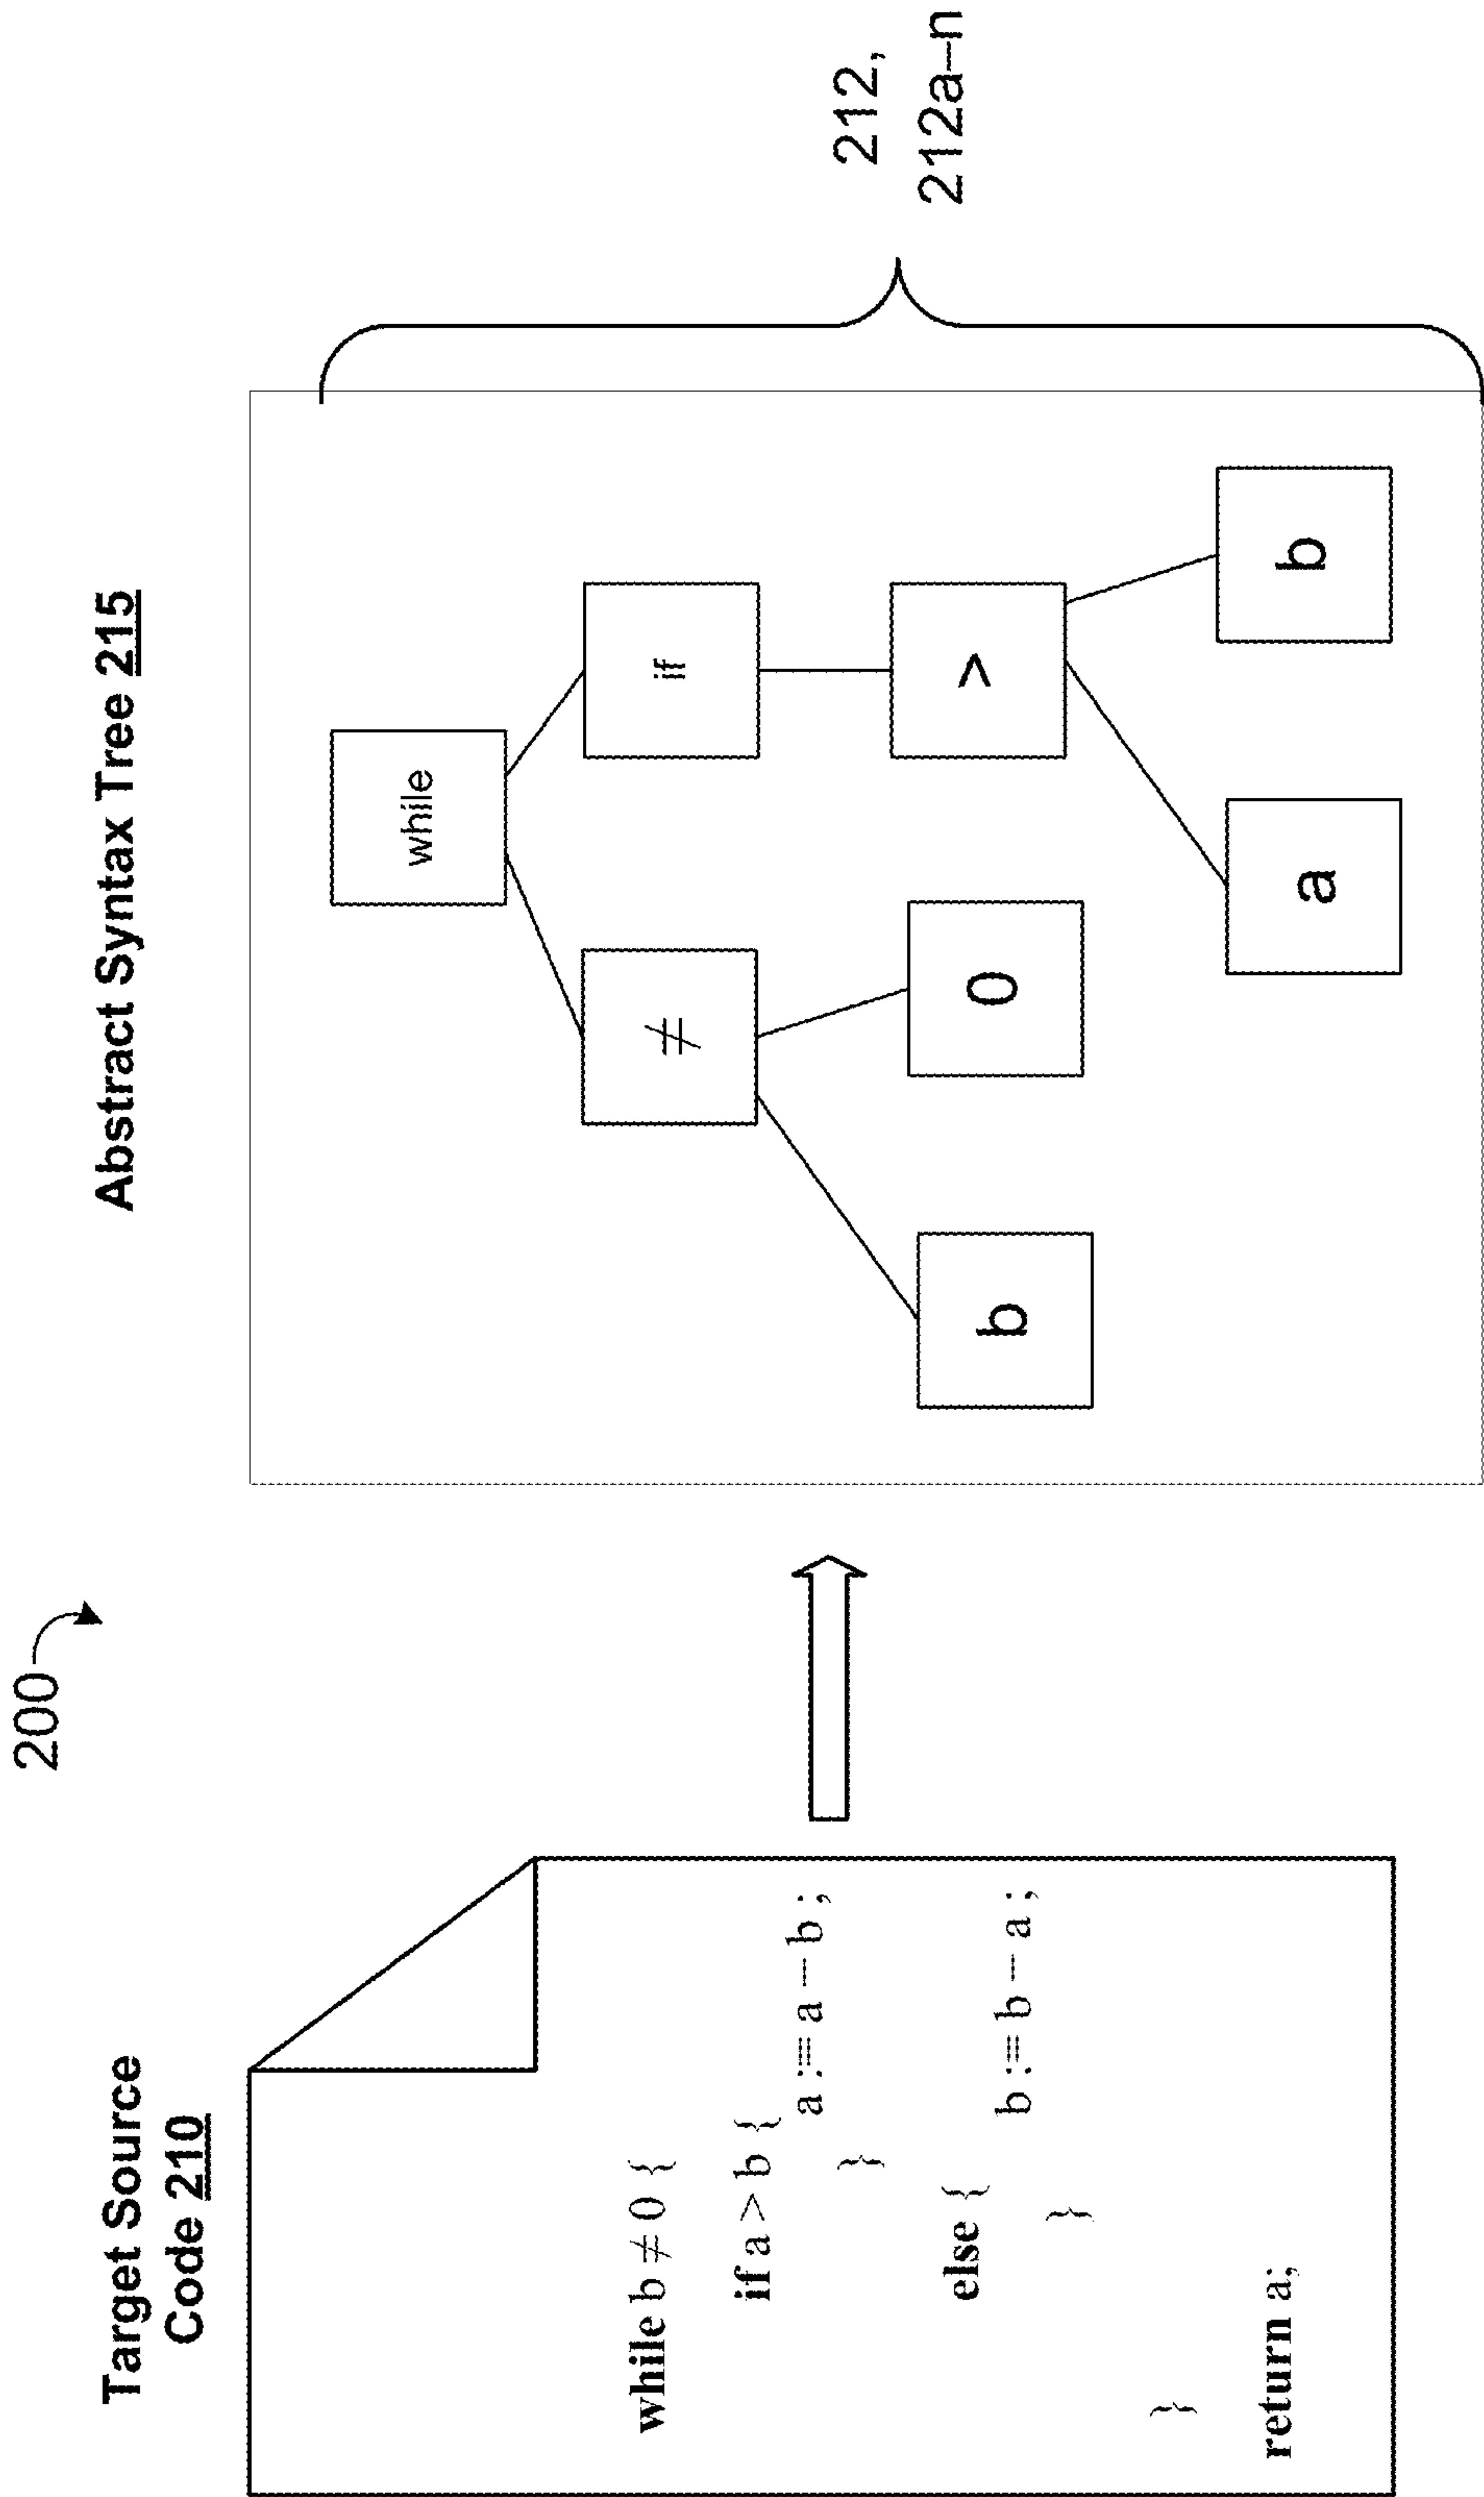 200
Target Source
Code 210
while b ≠ 0 {
if a > b {
a := a − b ;
}
else {
b := b − a ;
}
}
return a;
Abstract Syntax Tree 215
while
≠
if
b
0
>
a
b
212,
212a–n